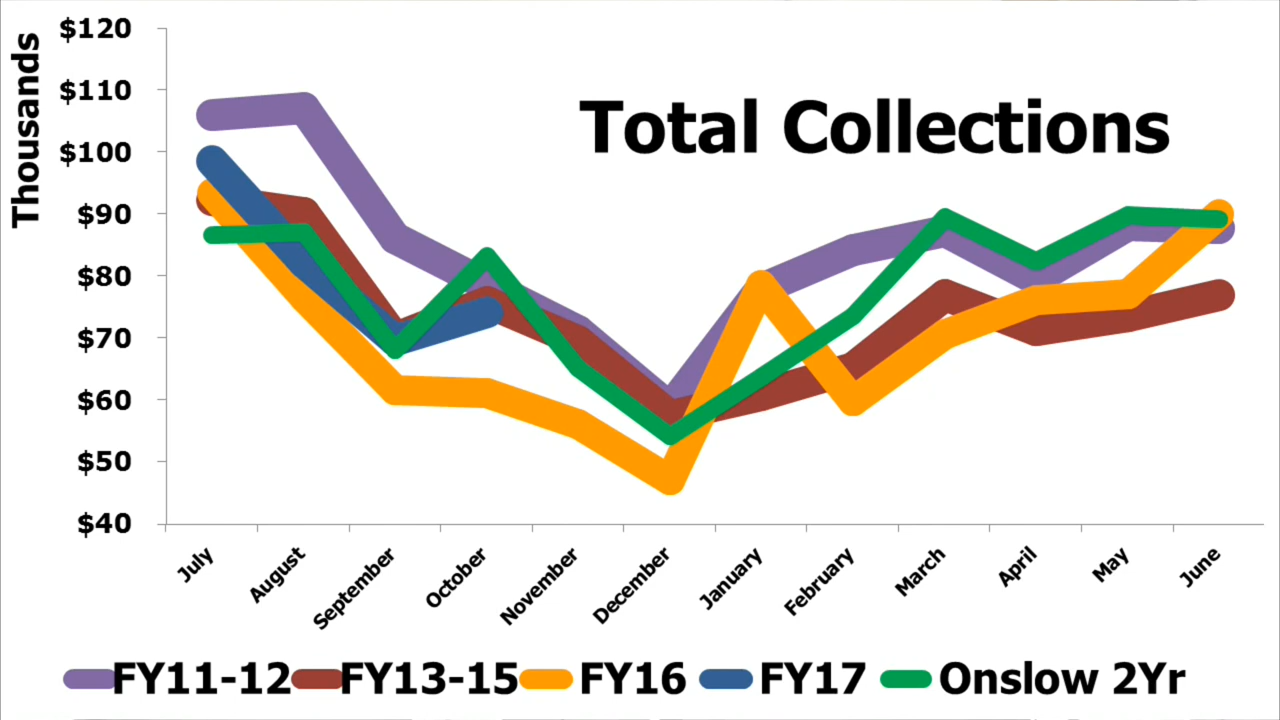 Total Collections
Thousands
$120
$110
$100
$90
$80
$70
$60
$50
$40
July
August
September
October
November
December
January
February
March
April
May
June
FY11-12 FY13-15 FY16 FY17 Onslow 2Yr